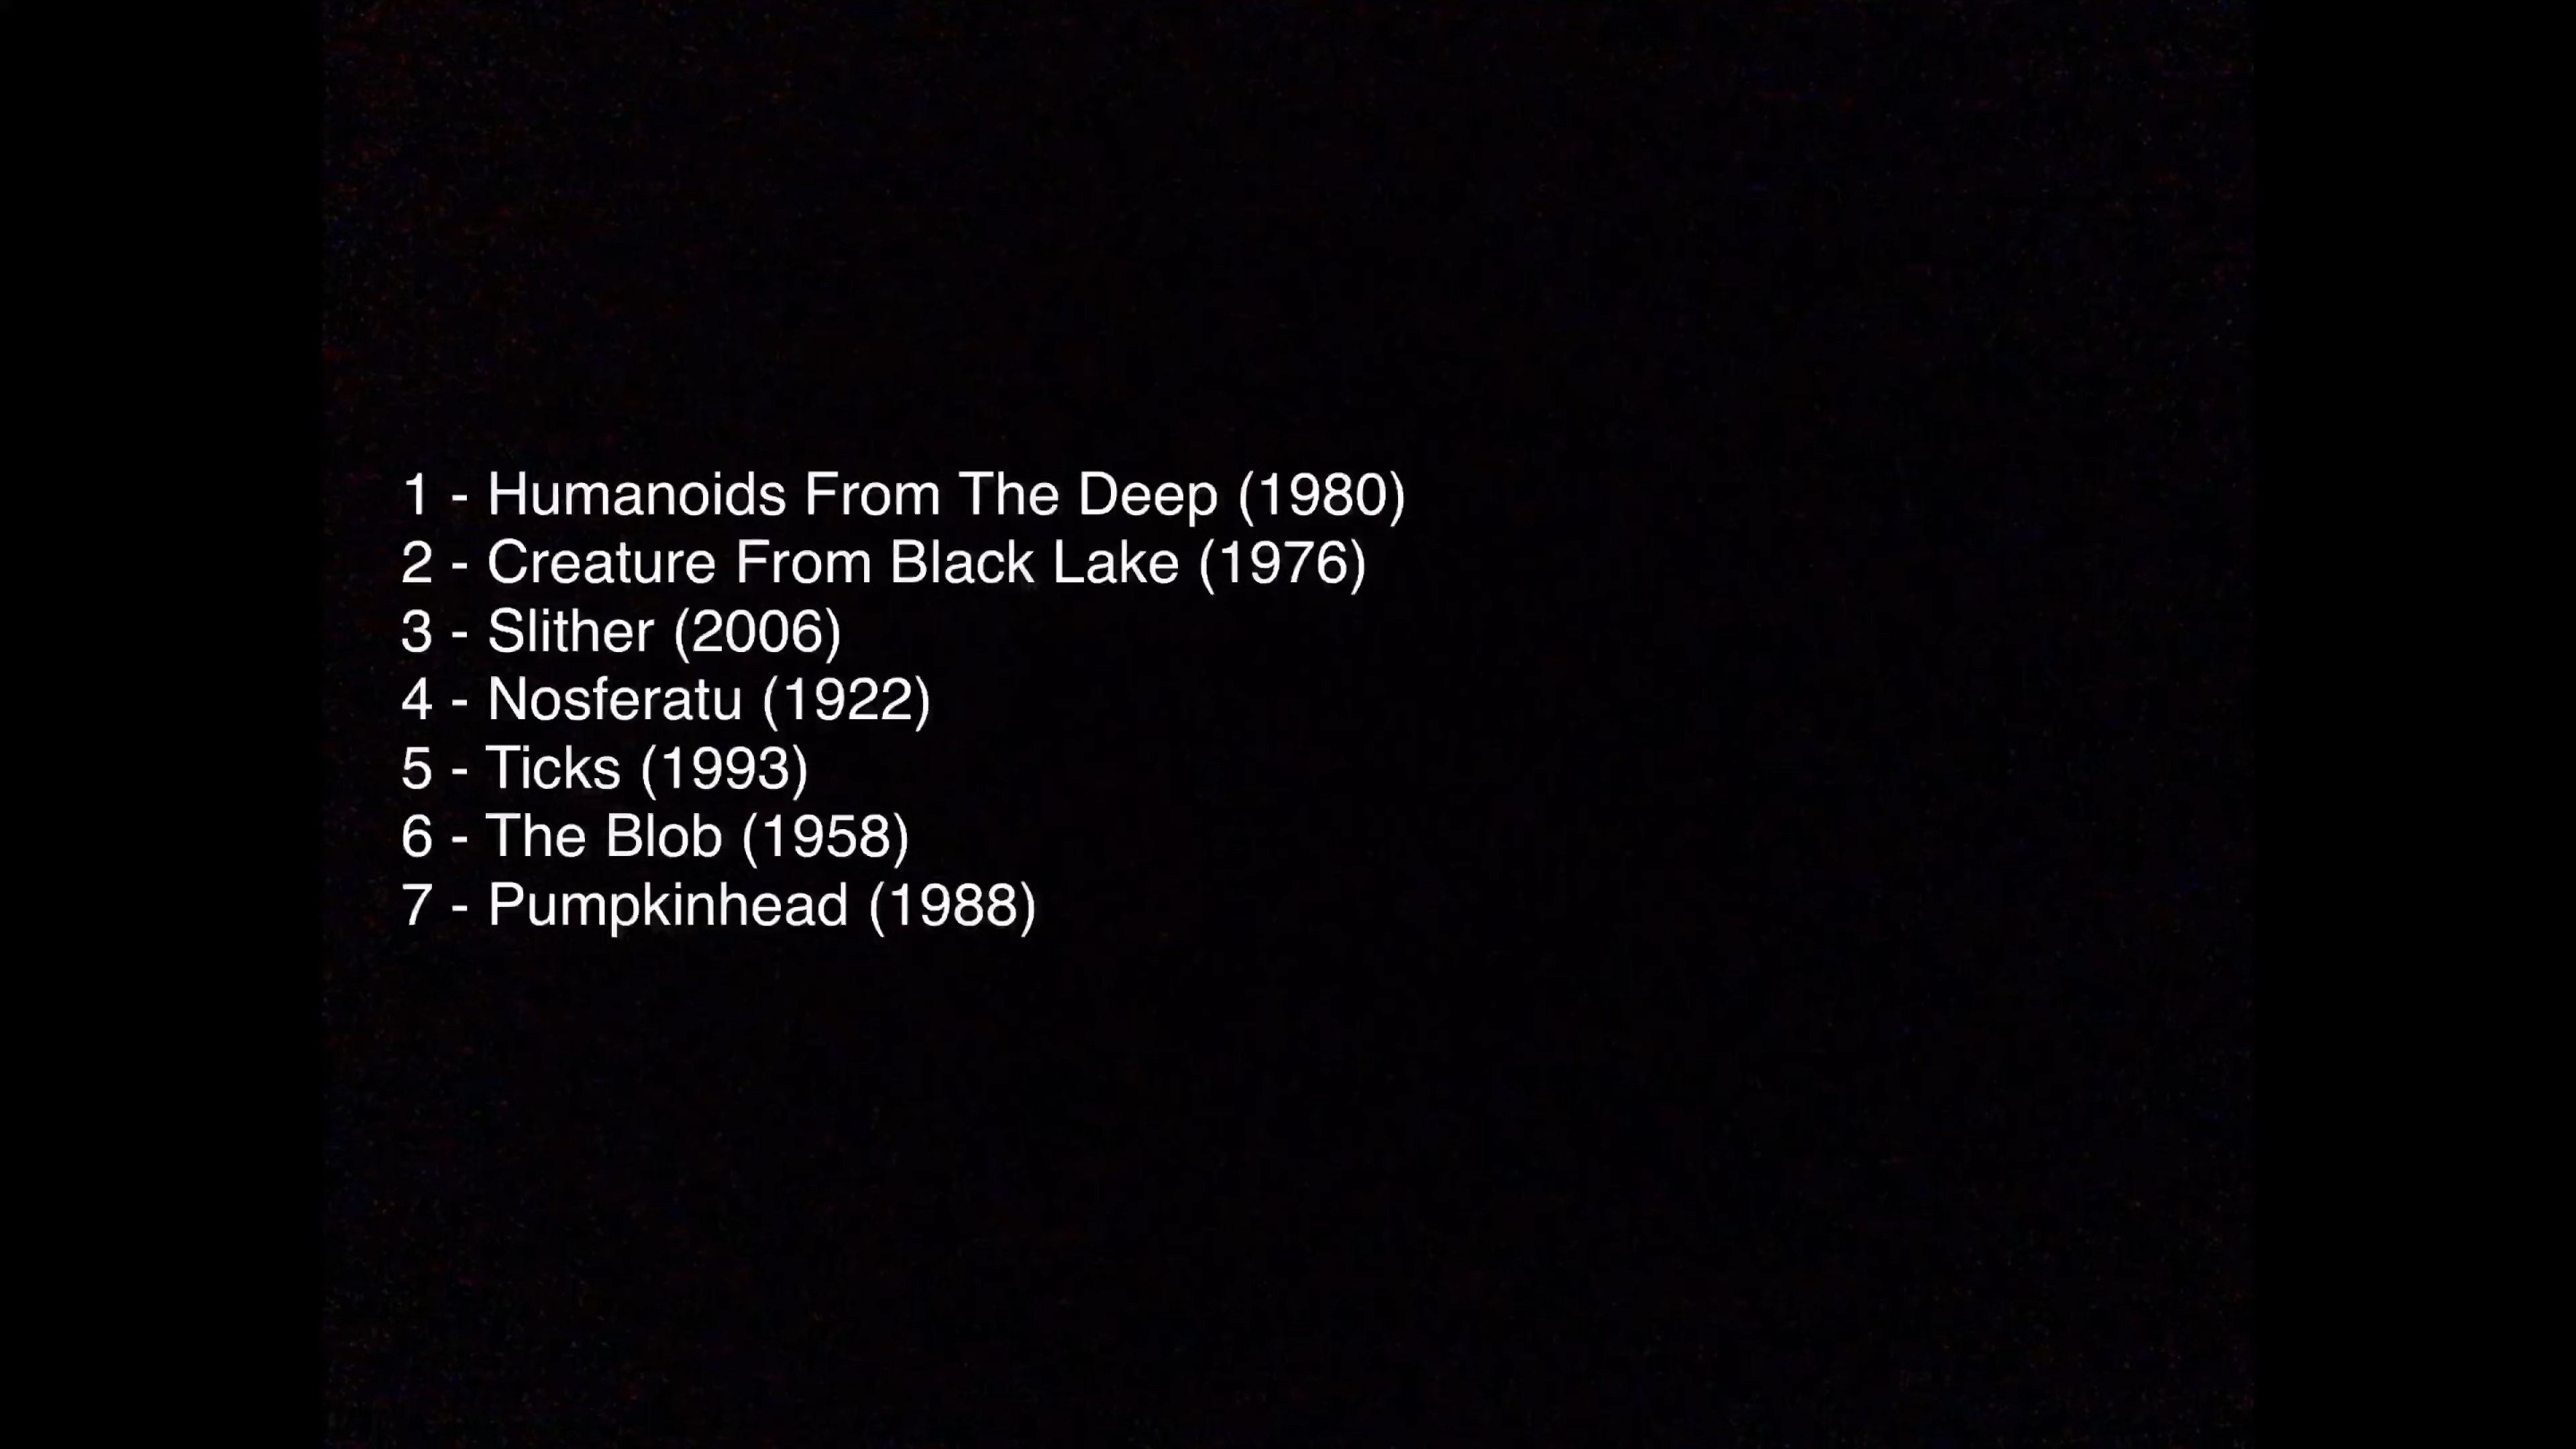 1 - Humanoids From The Deep (1980)
2 - Creature From Black Lake (1976)
3 - Slither (2006)
4 - Nosferatu (1922)
5 - Ticks (1993)
6 - The Blob (1958)
7 - Pumpkinhead (1988)